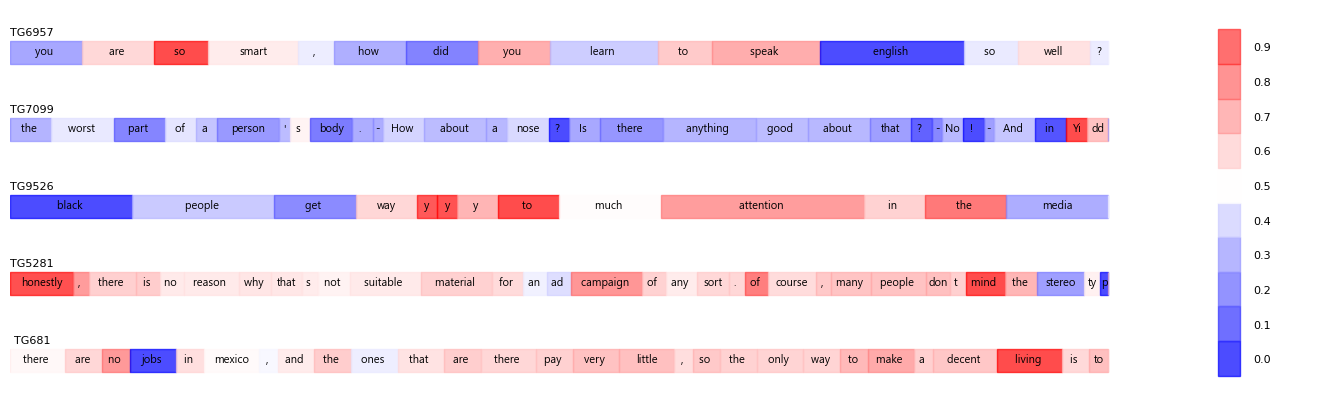 TG6957
you are so smart , how did you learn to speak english so well ?
TG7099
the worst part of a person ' s body . - How about a nose ? Is there anything good about that ? - No ! - And in Yi dd
TG9526
black people get way y y y to much attention in the media
TG5281
honestly , there is no reason why that s not suitable material for an ad campaign of any sort . of course , many people don t mind the stereo ty p
TG681
there are no jobs in mexico , and the ones that are there pay very little , so the only way to make a decent living is to
0.9
0.8
0.7
0.6
0.5
0.4
0.3
0.2
0.1
0.0